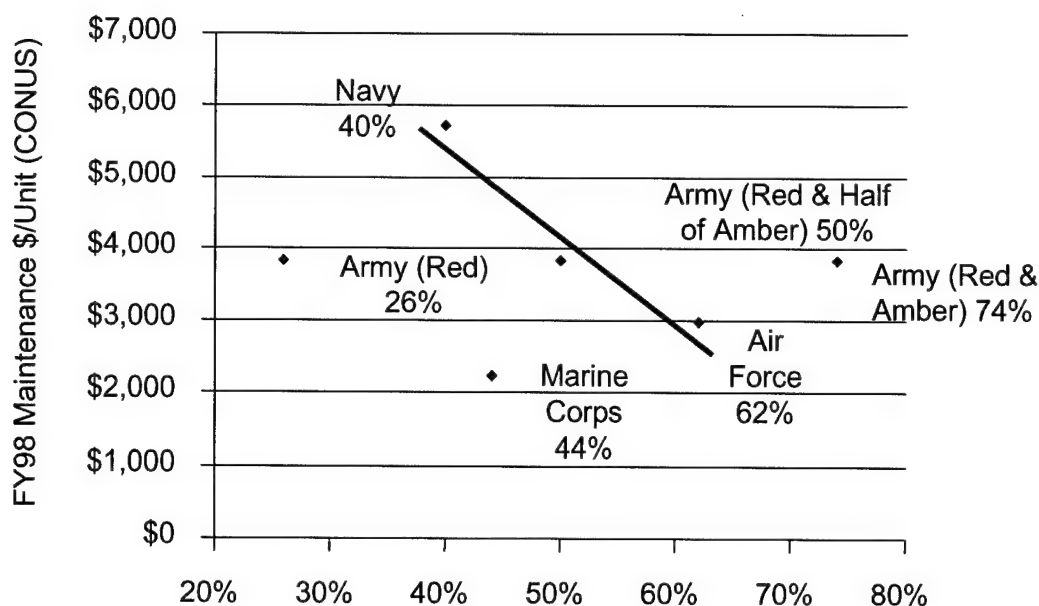 FY98 Maintenance $/Unit (CONUS)
$7,000
$6,000
$5,000
$4,000
$3,000
$2,000
$1,000
$0
Navy
40%
Army (Red & Half
of Amber) 50%
Army (Red)
26%
Army (Red &
Amber) 74%
Air
Force
62%
Marine
Corps
44%
20% 30% 40% 50% 60% 70% 80%